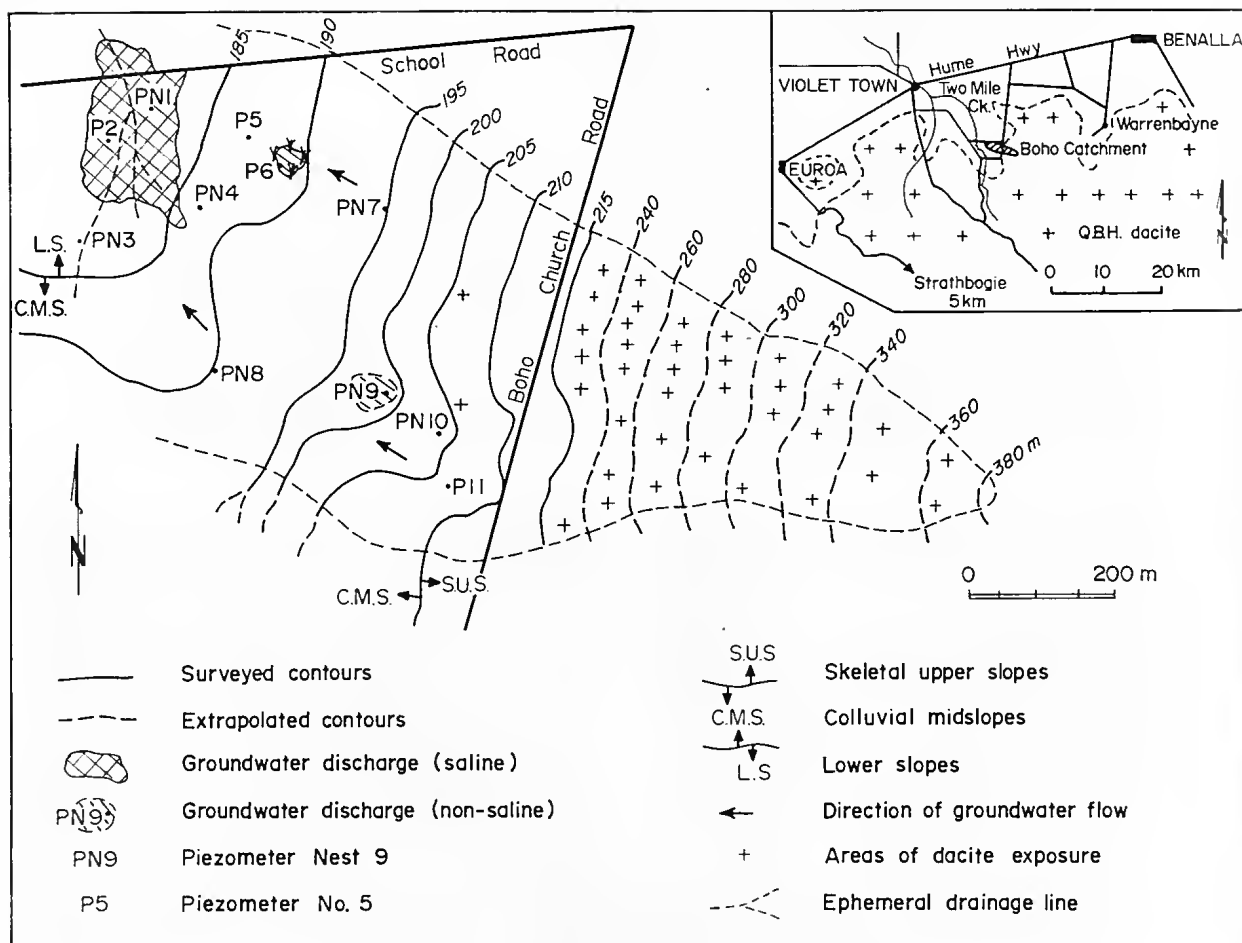 185
190
School Road
195
200
205
210
215
240
260
280
300
320
340
360
380 m
PN1
P2
P5
P6
PN4
PN7
PN3
L.S.
C.M.S.
PN8
PN9
PN10
P11
Boho Church Road
S.U.S.
C.M.S.
N
0 200 m
BENALLA
Hume Hwy
VIOLET TOWN
Two Mile
Ck.
Warrenbayne
Boho Catchment
EUROA
Q.B.H. dacite
N
0 10 20 km
Strathbogie
5 km
Surveyed contours
Extrapolated contours
Groundwater discharge (saline)
PN9 Groundwater discharge (non-saline)
PN9 Piezometer Nest 9
P5 Piezometer No. 5
S.U.S Skeletal upper slopes
C.M.S. Colluvial midslopes
L.S Lower slopes
Direction of groundwater flow
+ Areas of dacite exposure
Ephemeral drainage line